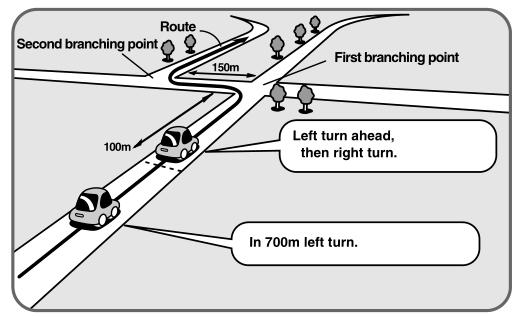 Route
Second branching point
150m
First branching point
100m
Left turn ahead,
then right turn.
In 700m left turn.